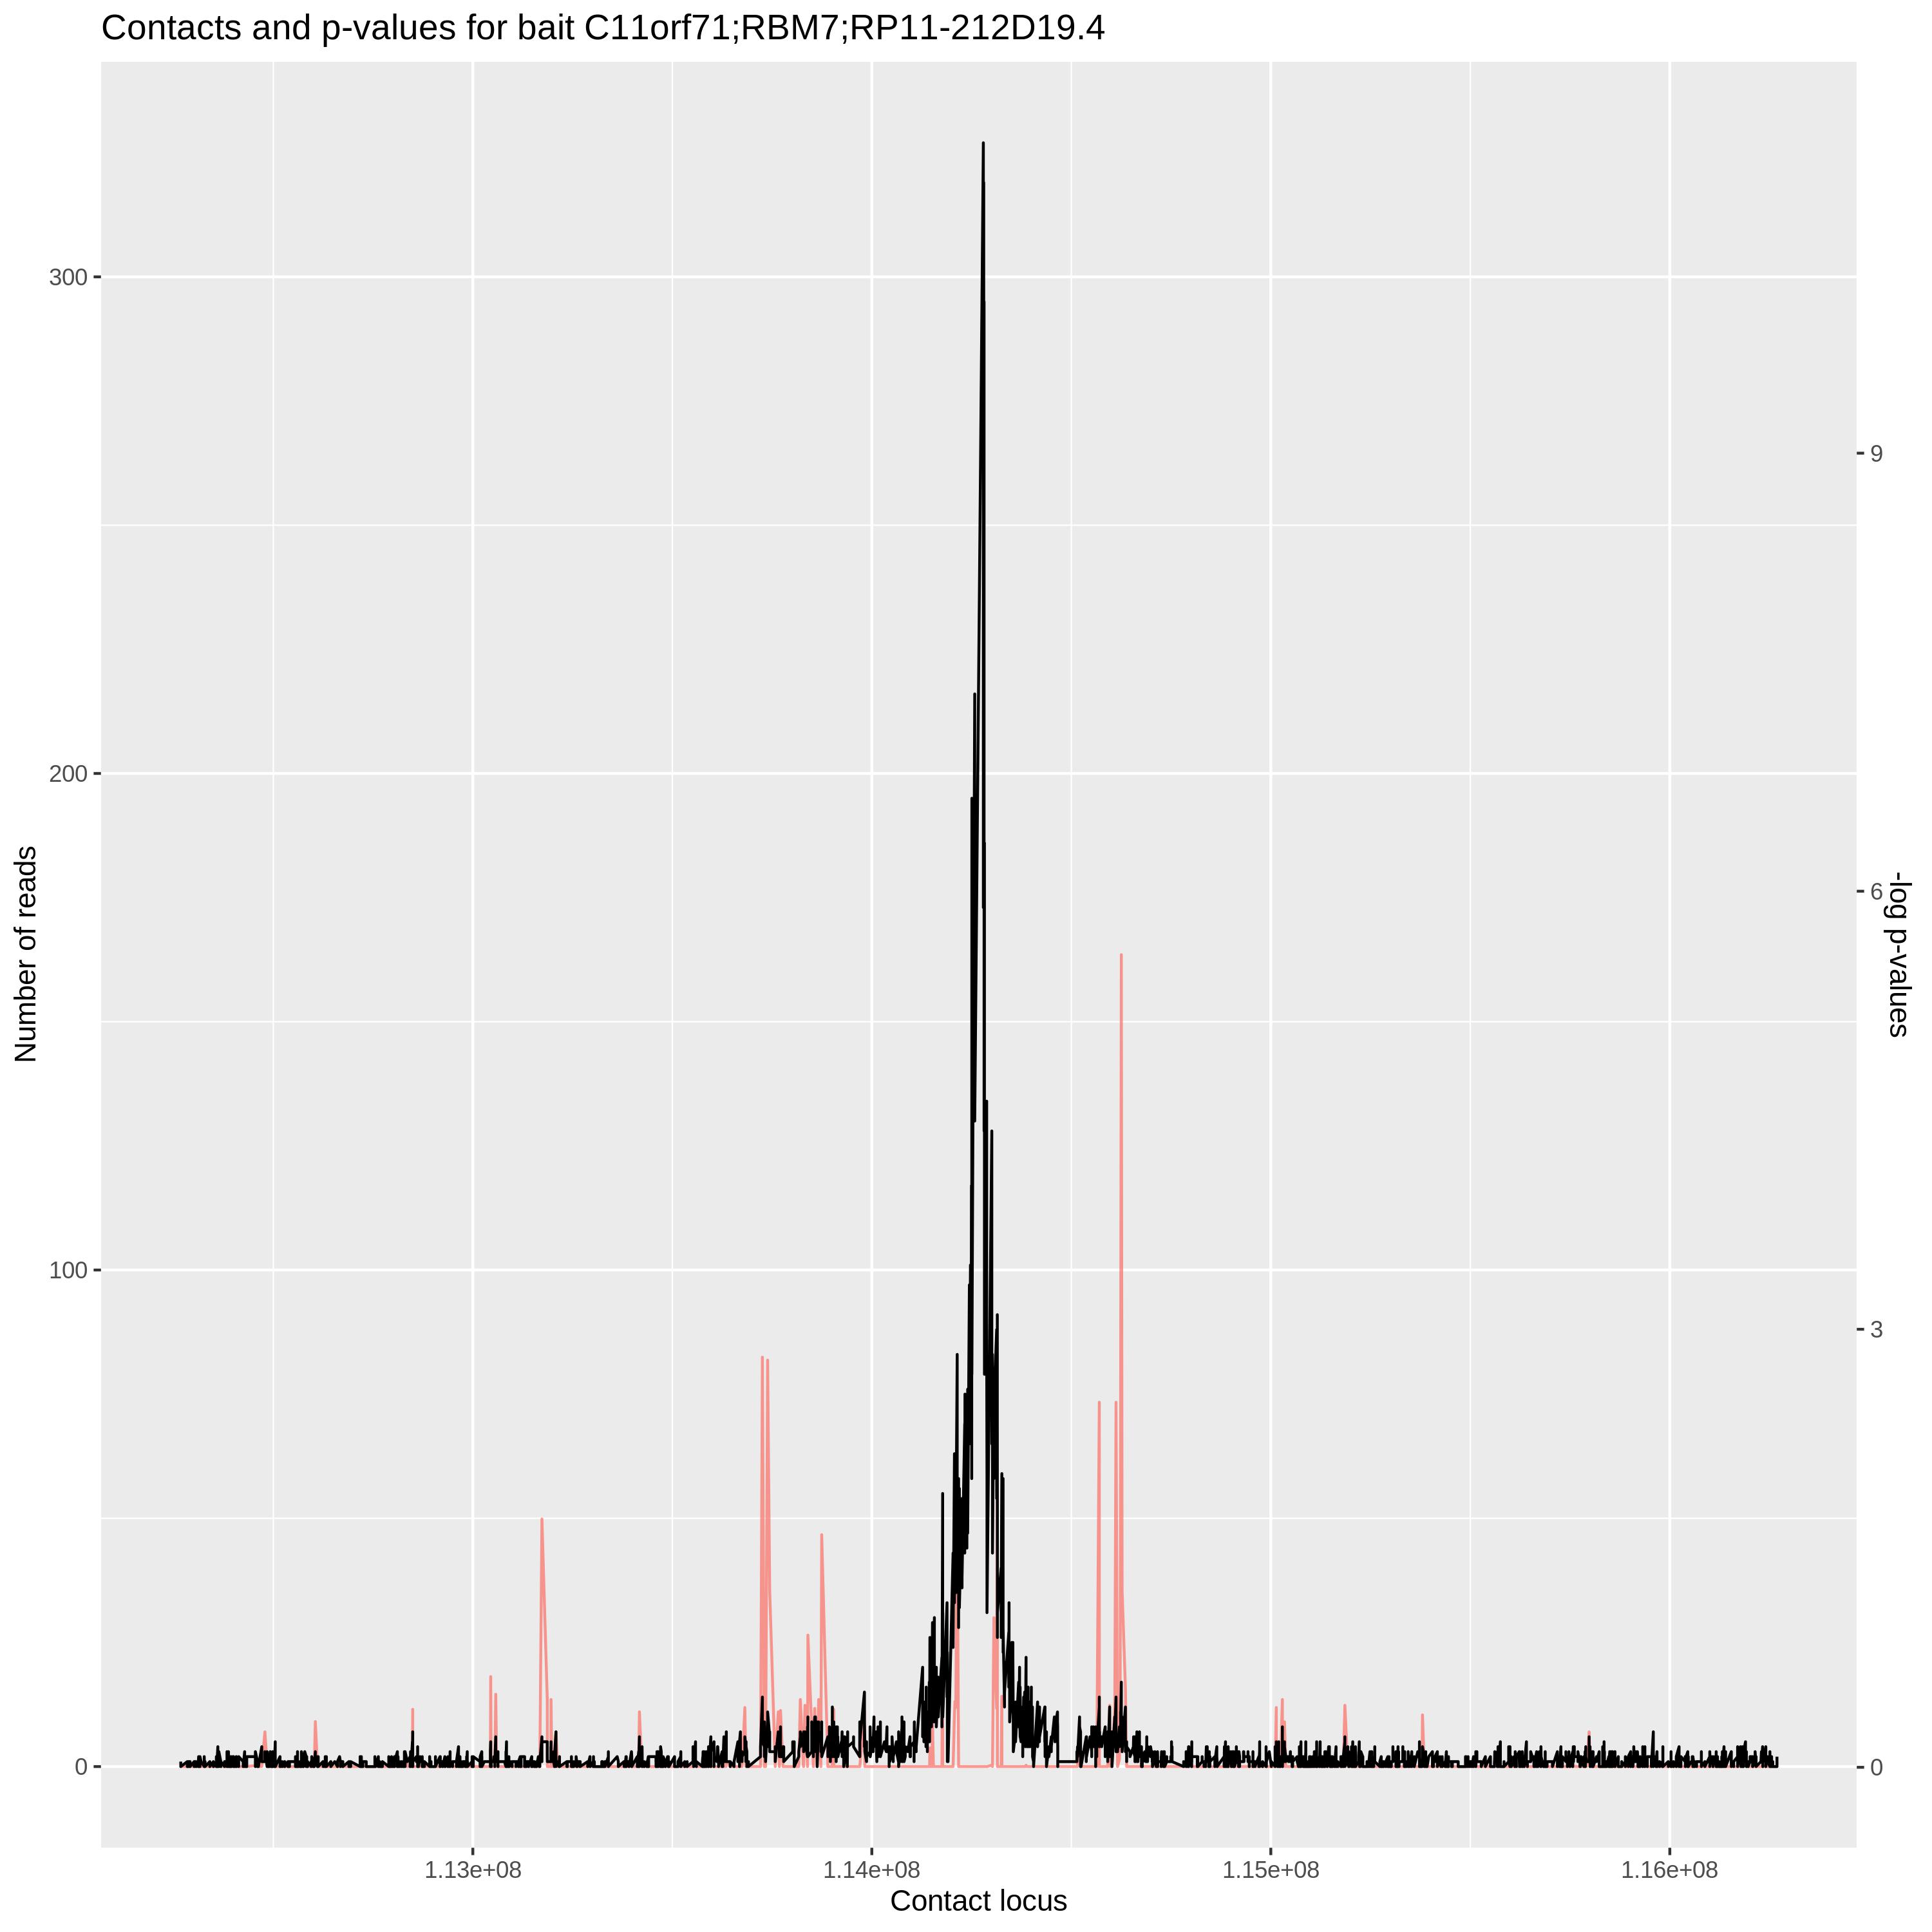 Contacts and p-values for bait C11orf71;RBM7;RP11-212D19.4
300
200
100
0
Number of reads
9
6
3
0
-log p-values
1.13e+08
1.14e+08
1.15e+08
1.16e+08
Contact locus